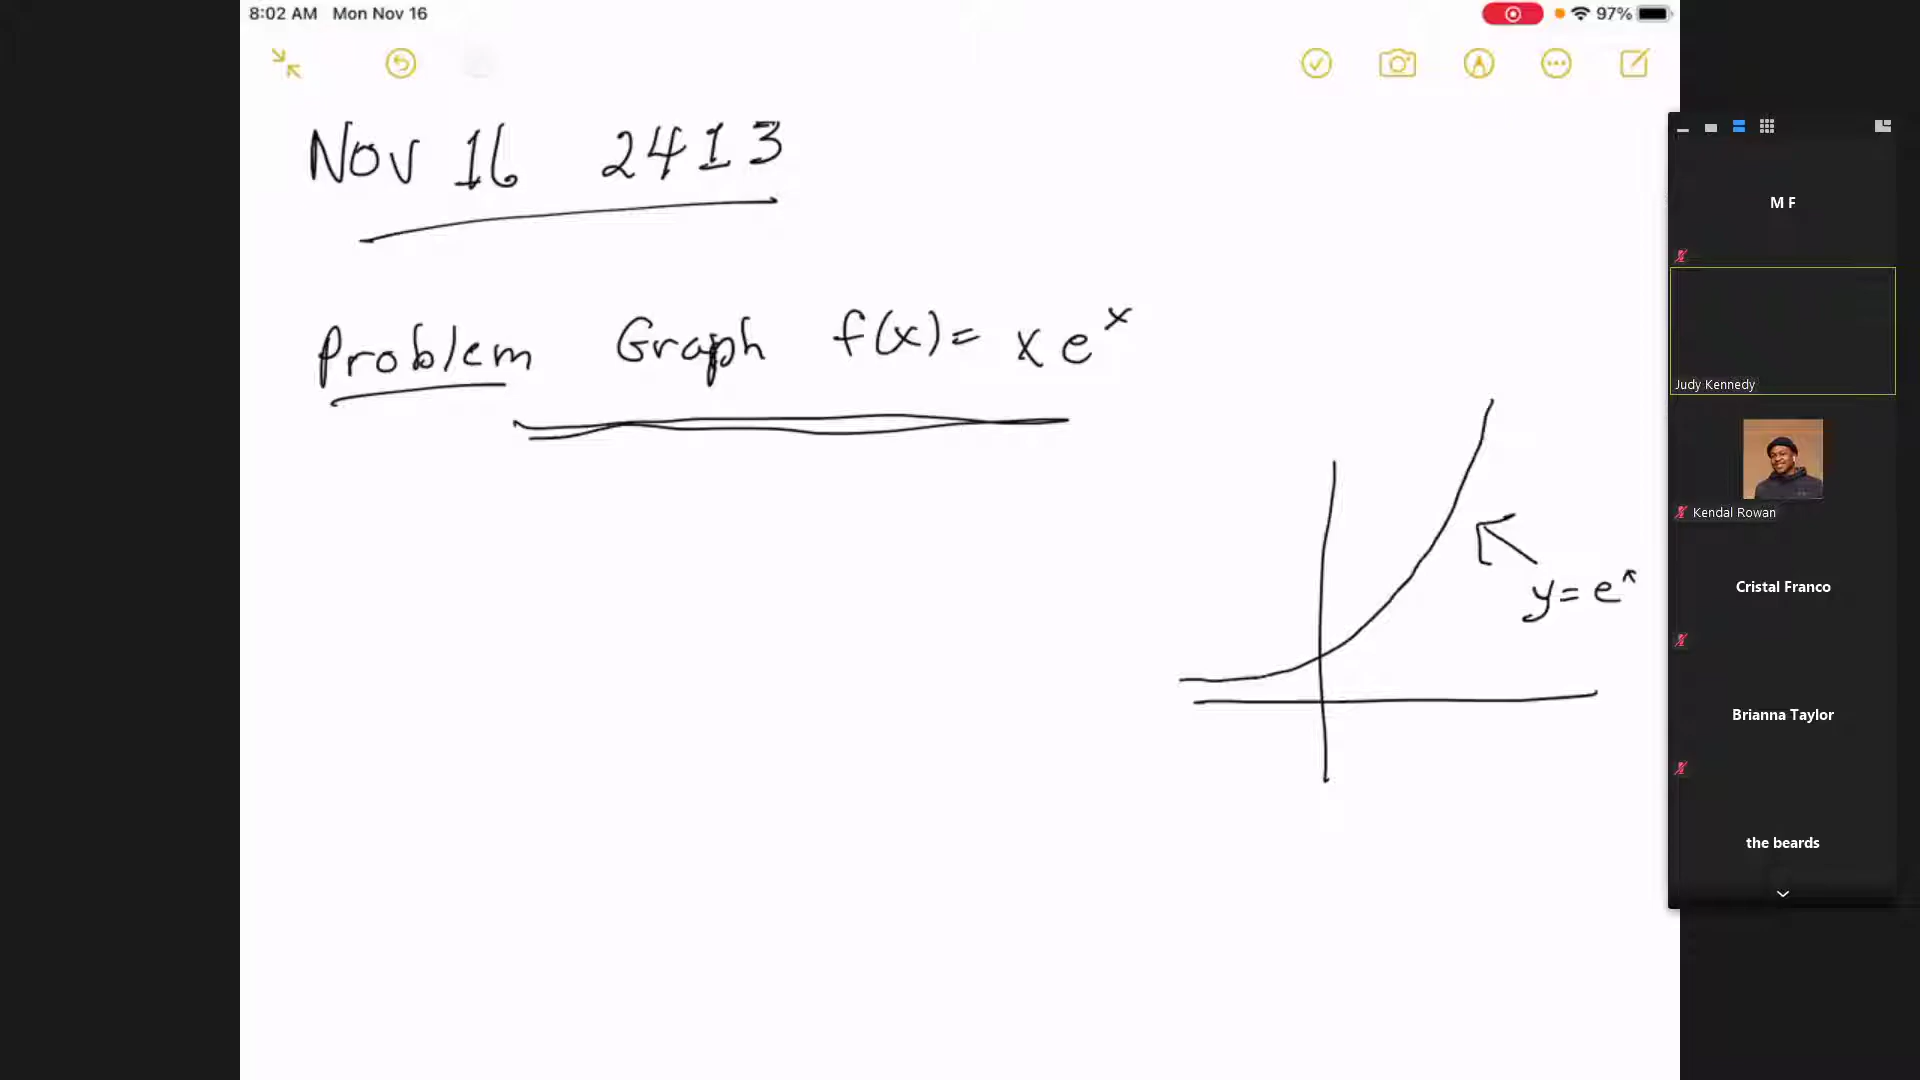 8:02 AM Mon Nov 16
97%
Nov 16 2413
Problem Graph f(x) = x e^x
y = e^x
M F
Judy Kennedy
Kendal Rowan
Cristal Franco
Brianna Taylor
the beards